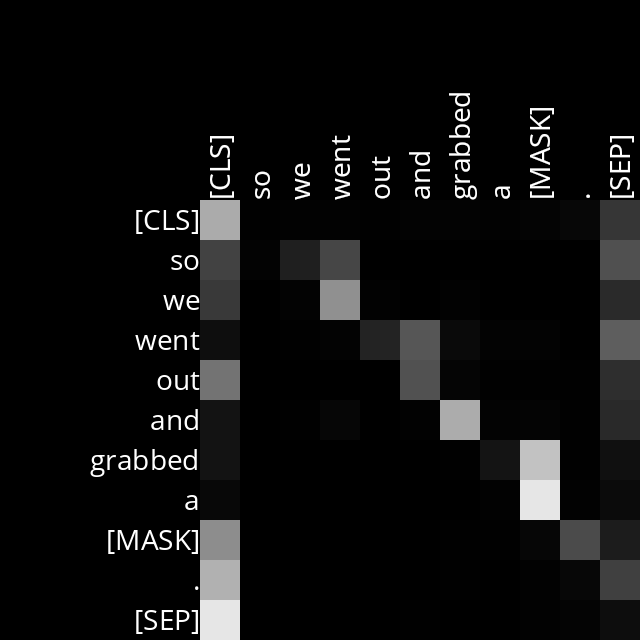 [CLS]
so
we
went
out
and
grabbed
a
[MASK]
.
[SEP]
[CLS]
so
we
went
out
and
grabbed
a
[MASK]
.
[SEP]